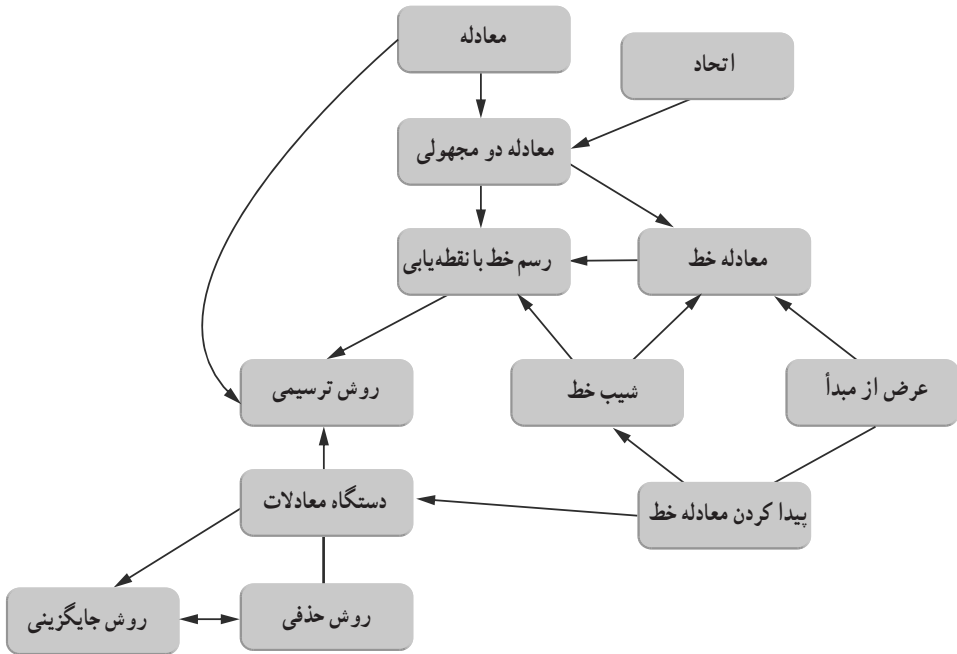 معادله
اتحاد
معادله دو مجهولی
معادله خط
رسم خط با نقطه‌یابی
عرض از مبدأ
شیب خط
روش ترسیمی
پیدا کردن معادله خط
دستگاه معادلات
روش حذفی
روش جایگزینی